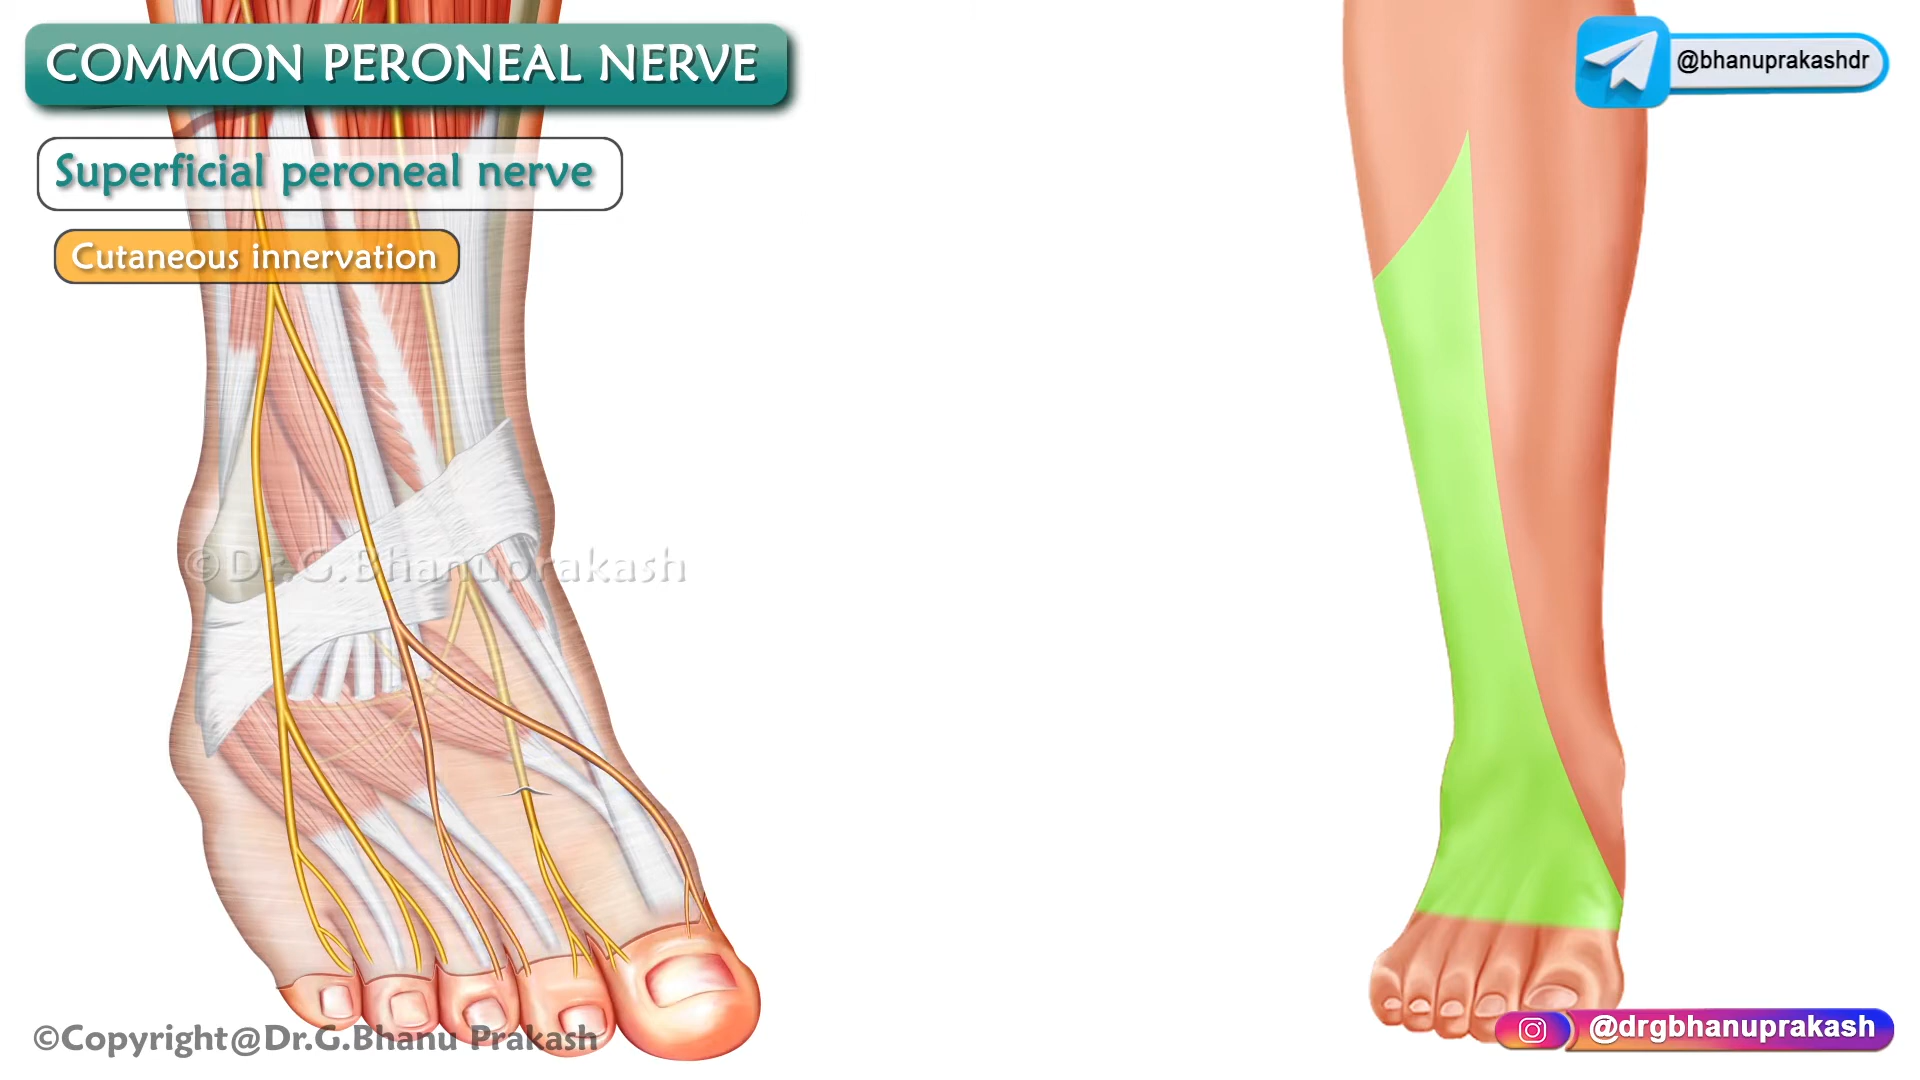 COMMON PERONEAL NERVE
@bhanuprakashdr
Superficial peroneal nerve
Cutaneous innervation
©Dr.G.Bhanuprakash
©Copyright@Dr.G.Bhanu Prakash
@drgbhanuprakash